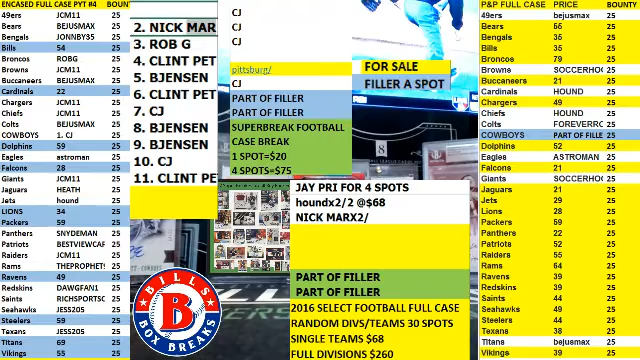 ENCASED FULL CASE PYT #4 BOUNT
49ers JCM11 25
Bears BEJUSMAX 25
Bengals JONNBY35 25
Bills 54 25
Broncos ROBG 25
Browns JCM11 25
Buccaneers BEJUSMAX 25
Cardinals 22 25
Chargers JCM11 25
Chiefs JCM11 25
Colts BEJUSMAX 25
COWBOYS 1. CJ 25
Dolphins 59 25
Eagles astroman 25
Falcons 28 25
Giants JCM11 25
Jaguars HEATH 25
Jets hound 25
LIONS 34 25
Packers 59 25
Panthers SNYDEMAN 25
Patriots BESTVIEWCAF 25
Raiders JCM11 25
Rams THEPROPHET 25
Ravens 49 25
Redskins DAWGFAN1 25
Saints RICHSPORTSC 25
Seahawks JESS205 25
Steelers 59 25
Texans JESS205 25
Titans 69 25
Vikings 55 25
2. NICK MAR
3. ROB G
4. CLINT PET
5. BJENSEN
6. CLINT PET
7. CJ
8. BJENSEN
9. BJENSEN
10. CJ
11. CLINT PE
CJ
CJ
CJ
pittsburg/
CJ
PART OF FILLER
PART OF FILLER
SUPERBREAK FOOTBALL
CASE BREAK
1 SPOT=$20
4 SPOTS=$75
FOR SALE
FILLER A SPOT
8
JAY PRI FOR 4 SPOTS
houndx2/2 @$68
NICK MARX2/
PART OF FILLER
PART OF FILLER
2016 SELECT FOOTBALL FULL CASE
RANDOM DIVS/TEAMS 30 SPOTS
SINGLE TEAMS $68
FULL DIVISIONS $260
BILLS
B
BOX BREAKS
P&P FULL CASE PRICE BOUNT
49ers bejusmax 25
Bears 55 25
Bengals 35 25
Bills 35 25
Broncos 79 25
Browne SOCCERHO 25
Buccaneers 21 25
Cardinals HOUND 25
Chargers 49 25
Chiefs HOUND 25
Colts FOREVERRC 25
COWBOYS PART OF FILLE 25
Dolphins 52 25
Eagles ASTROMAN 25
Falcons 21 25
Giants SOCCERHO 25
Jaguars 21 25
Jets 29 25
Lions 28 25
Packers 59 25
Panthers 22 25
Patriots 52 25
Raiders 55 25
Rams 64 25
Ravens 39 25
Redskins 39 25
Saints 44 25
Seahawks 39 25
Steelers 44 25
Texans 38 25
Titans bejusmax 25
Vikings 39 25